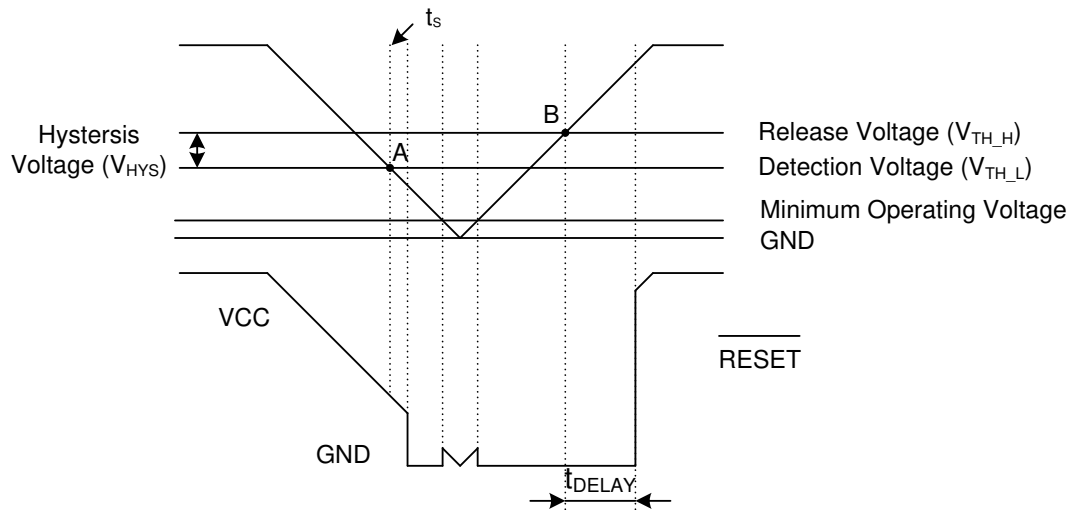 tS
Hystersis
Voltage (VHYS)
B
A
Release Voltage (VTH_H)
Detection Voltage (VTH_L)
Minimum Operating Voltage
GND
VCC
RESET
GND
tDELAY